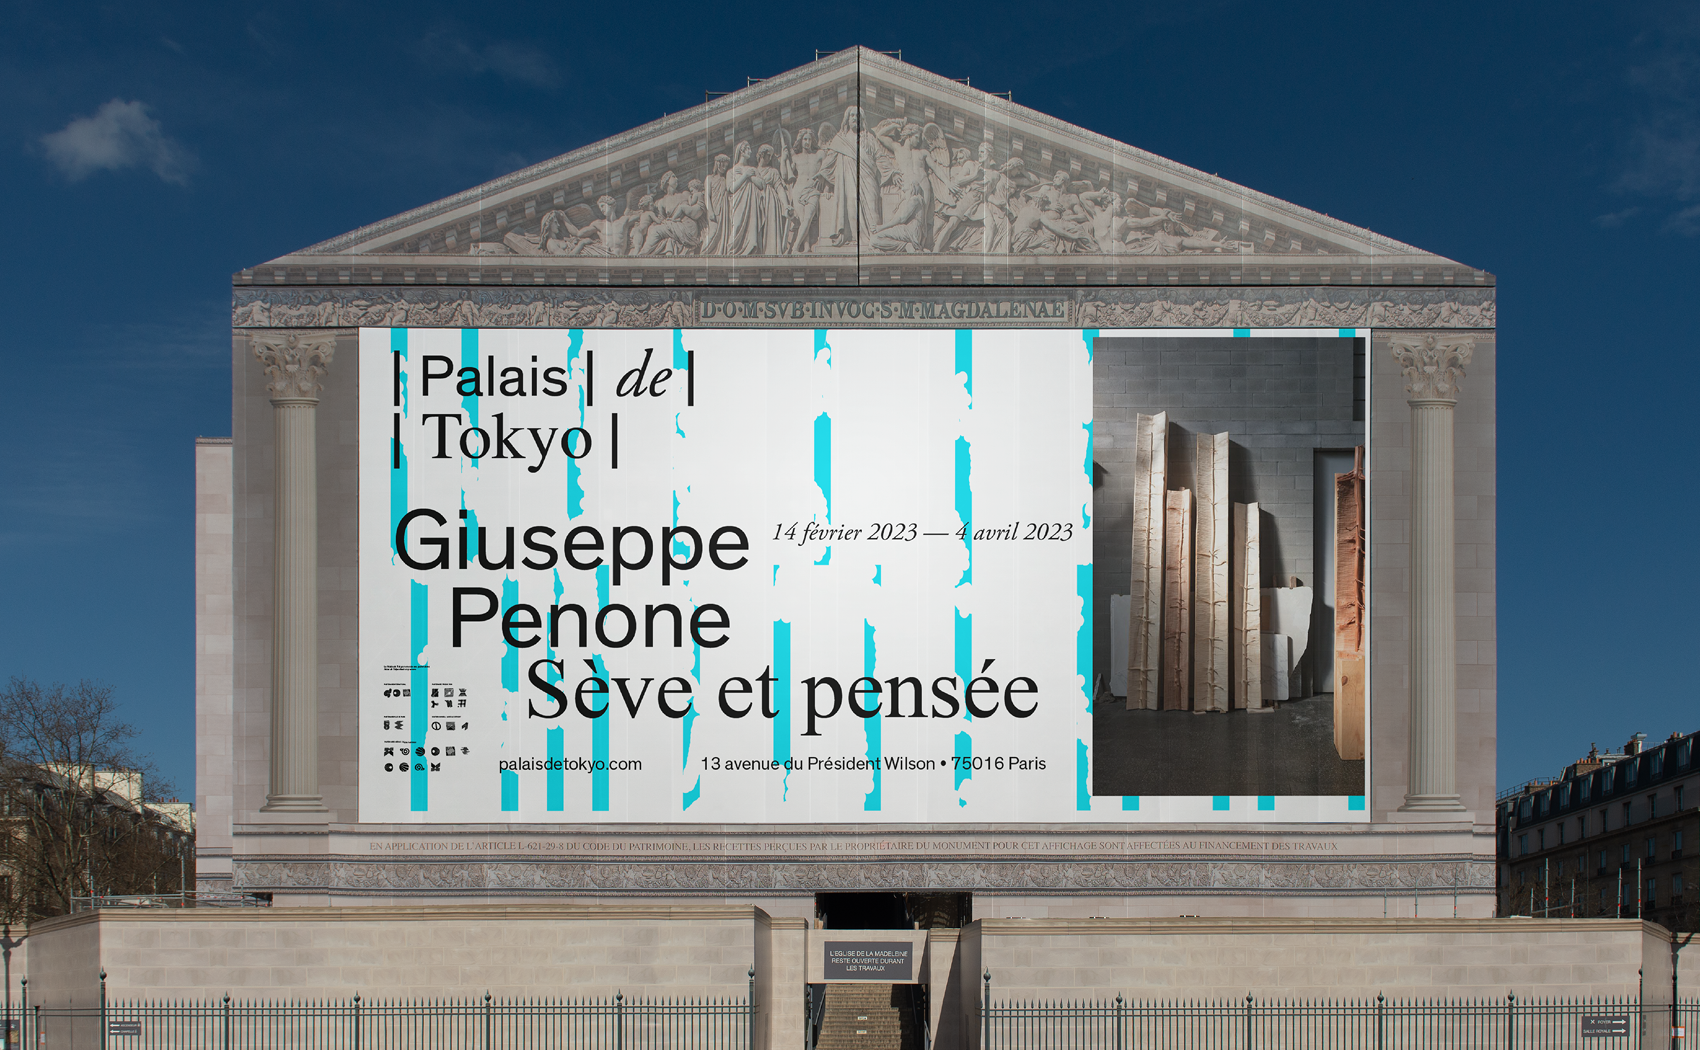 D·O·M·SVB·INVOC·S·M·MAGDALENAE
| Palais | de |
| Tokyo |
Giuseppe
14 février 2023 — 4 avril 2023
Penone
Sève et pensée
palaisdetokyo.com
13 avenue du Président Wilson • 75016 Paris
EN APPLICATION DE L'ARTICLE L-621-29-8 DU CODE DU PATRIMOINE, LES RECETTES PERÇUES PAR LE PROPRIÉTAIRE DU MONUMENT POUR CET AFFICHAGE SONT AFFECTÉES AU FINANCEMENT DES TRAVAUX
L'EGLISE DE LA MADELEINE
RESTE OUVERTE DURANT
LES TRAVAUX
FOYER
SALLE ROYALE